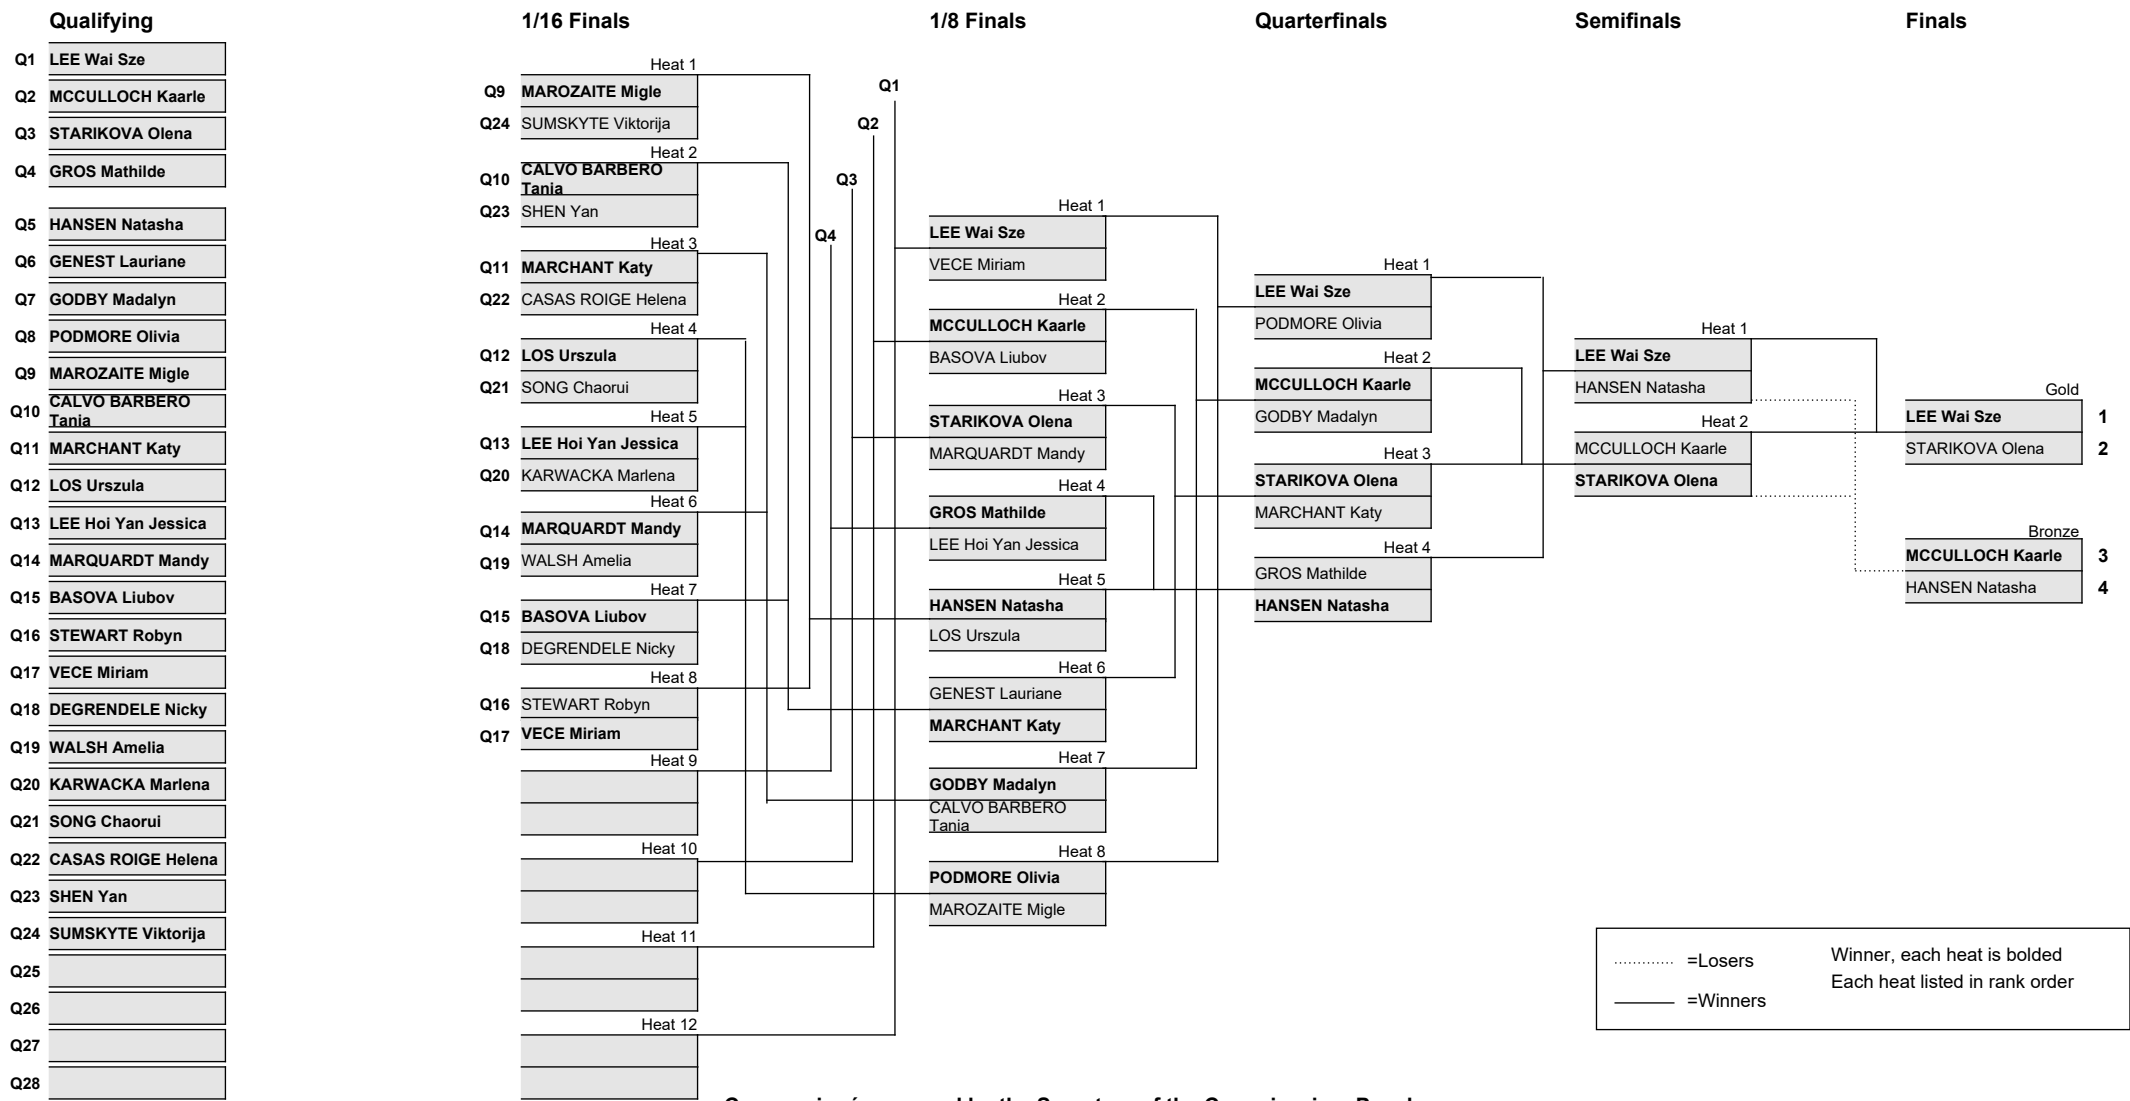 Qualifying
Q1 LEE Wai Sze
Q2 MCCULLOCH Kaarle
Q3 STARIKOVA Olena
Q4 GROS Mathilde
Q5 HANSEN Natasha
Q6 GENEST Lauriane
Q7 GODBY Madalyn
Q8 PODMORE Olivia
Q9 MAROZAITE Migle
Q10 CALVO BARBERO
Tania
Q11 MARCHANT Katy
Q12 LOS Urszula
Q13 LEE Hoi Yan Jessica
Q14 MARQUARDT Mandy
Q15 BASOVA Liubov
Q16 STEWART Robyn
Q17 VECE Miriam
Q18 DEGRENDELE Nicky
Q19 WALSH Amelia
Q20 KARWACKA Marlena
Q21 SONG Chaorui
Q22 CASAS ROIGE Helena
Q23 SHEN Yan
Q24 SUMSKYTE Viktorija
Q25
Q26
Q27
Q28
1/16 Finals
Heat 1
Q9 MAROZAITE Migle
Q24 SUMSKYTE Viktorija
Heat 2
Q10 CALVO BARBERO
Tania
Q23 SHEN Yan
Heat 3
Q11 MARCHANT Katy
Q22 CASAS ROIGE Helena
Heat 4
Q12 LOS Urszula
Q21 SONG Chaorui
Heat 5
Q13 LEE Hoi Yan Jessica
Q20 KARWACKA Marlena
Heat 6
Q14 MARQUARDT Mandy
Q19 WALSH Amelia
Heat 7
Q15 BASOVA Liubov
Q18 DEGRENDELE Nicky
Heat 8
Q16 STEWART Robyn
Q17 VECE Miriam
Heat 9
Heat 10
Heat 11
Heat 12
Q1
Q2
Q3
Q4
1/8 Finals
Heat 1
LEE Wai Sze
VECE Miriam
Heat 2
MCCULLOCH Kaarle
BASOVA Liubov
Heat 3
STARIKOVA Olena
MARQUARDT Mandy
Heat 4
GROS Mathilde
LEE Hoi Yan Jessica
Heat 5
HANSEN Natasha
LOS Urszula
Heat 6
GENEST Lauriane
MARCHANT Katy
Heat 7
GODBY Madalyn
CALVO BARBERO
Tania
Heat 8
PODMORE Olivia
MAROZAITE Migle
Quarterfinals
Heat 1
LEE Wai Sze
PODMORE Olivia
Heat 2
MCCULLOCH Kaarle
GODBY Madalyn
Heat 3
STARIKOVA Olena
MARCHANT Katy
Heat 4
GROS Mathilde
HANSEN Natasha
Semifinals
Heat 1
LEE Wai Sze
HANSEN Natasha
Heat 2
MCCULLOCH Kaarle
STARIKOVA Olena
Finals
Gold
LEE Wai Sze 1
STARIKOVA Olena 2
Bronze
MCCULLOCH Kaarle 3
HANSEN Natasha 4
=Losers
=Winners
Winner, each heat is bolded
Each heat listed in rank order